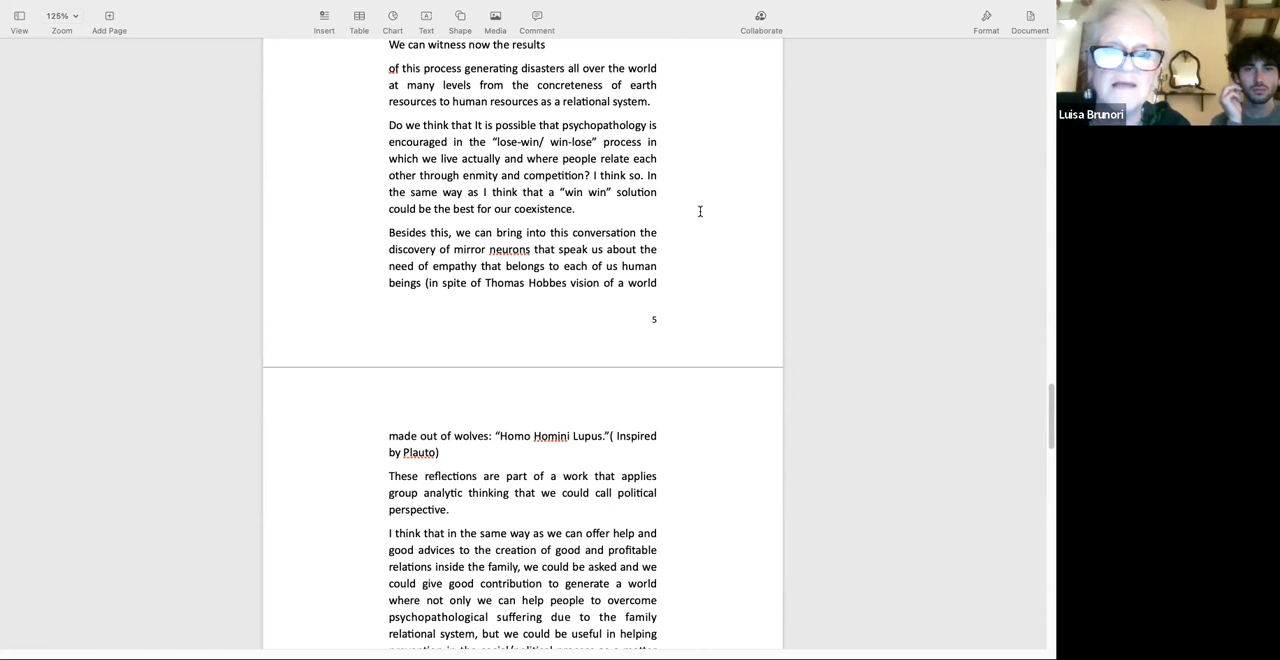 125%
View
Zoom
Add Page
Insert
Table
Chart
Text
Shape
Media
Comment
Collaborate
Format
Document
Luisa Brunori
We can witness now the results
of this process generating disasters all over the world
at many levels from the concreteness of earth
resources to human resources as a relational system.
Do we think that It is possible that psychopathology is
encouraged in the “lose-win/ win-lose” process in
which we live actually and where people relate each
other through enmity and competition? I think so. In
the same way as I think that a “win win” solution
could be the best for our coexistence.
Besides this, we can bring into this conversation the
discovery of mirror neurons that speak us about the
need of empathy that belongs to each of us human
beings (in spite of Thomas Hobbes vision of a world
5
made out of wolves: “Homo Homini Lupus.”( Inspired
by Plauto)
These reflections are part of a work that applies
group analytic thinking that we could call political
perspective.
I think that in the same way as we can offer help and
good advices to the creation of good and profitable
relations inside the family, we could be asked and we
could give good contribution to generate a world
where not only we can help people to overcome
psychopathological suffering due to the family
relational system, but we could be useful in helping